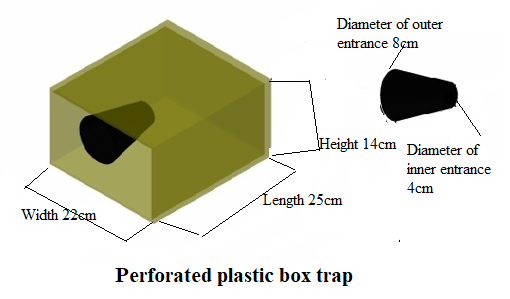 Diameter of outer
entrance 8cm
Height 14cm
Diameter of
inner entrance
4cm
Length 25cm
Width 22cm
Perforated plastic box trap